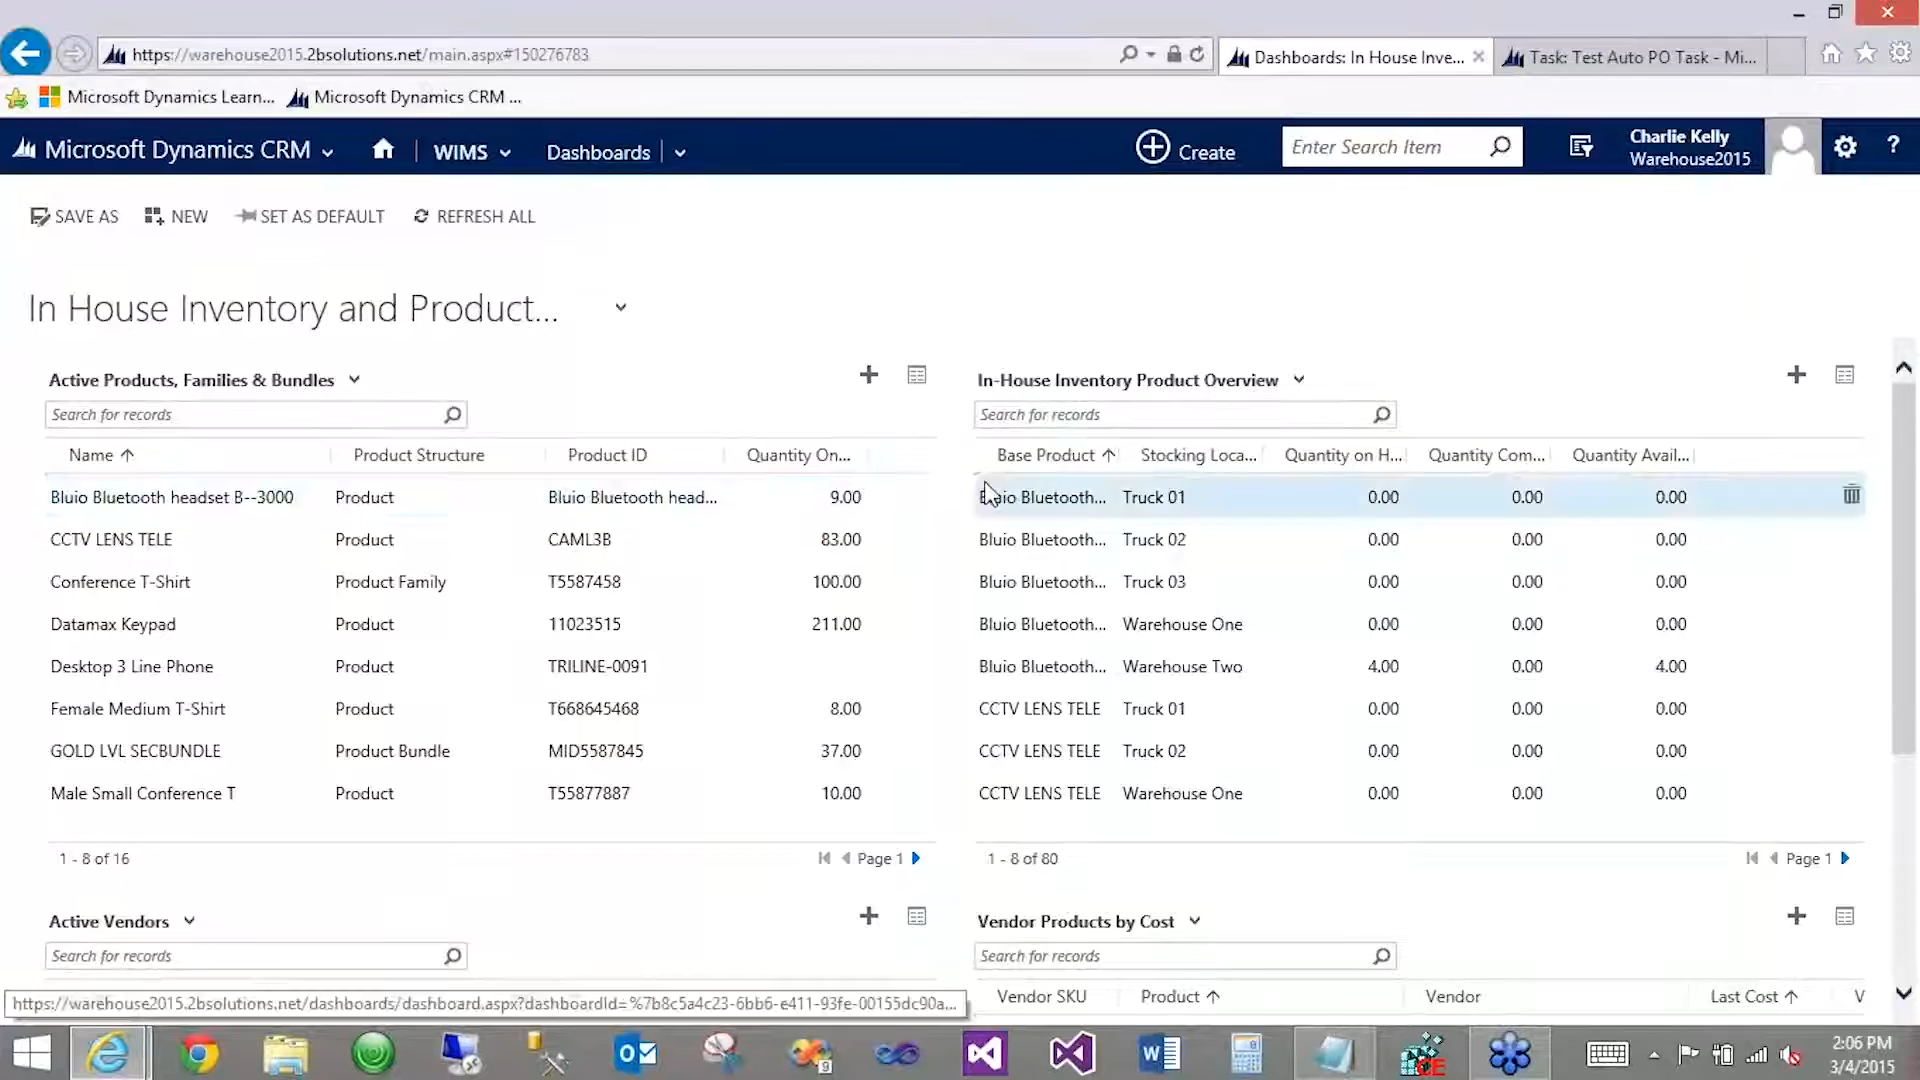 https://warehouse2015.2bsolutions.net/main.aspx#150276783
Dashboards: In House Inve...
Task: Test Auto PO Task - Mi...
Microsoft Dynamics Learn...
Microsoft Dynamics CRM ...
Microsoft Dynamics CRM
WIMS
Dashboards
Create
Enter Search Item
Charlie Kelly
Warehouse2015
?
SAVE AS
NEW
SET AS DEFAULT
REFRESH ALL
In House Inventory and Product...
Active Products, Families & Bundles
Search for records
Name Product Structure Product ID Quantity On...
Bluio Bluetooth headset B--3000 Product Bluio Bluetooth head... 9.00
CCTV LENS TELE Product CAML3B 83.00
Conference T-Shirt Product Family T5587458 100.00
Datamax Keypad Product 11023515 211.00
Desktop 3 Line Phone Product TRILINE-0091
Female Medium T-Shirt Product T668645468 8.00
GOLD LVL SECBUNDLE Product Bundle MID5587845 37.00
Male Small Conference T Product T55877887 10.00
1 - 8 of 16 Page 1
In-House Inventory Product Overview
Search for records
Base Product Stocking Loca... Quantity on H... Quantity Com... Quantity Avail...
Bluio Bluetooth... Truck 01 0.00 0.00 0.00
Bluio Bluetooth... Truck 02 0.00 0.00 0.00
Bluio Bluetooth... Truck 03 0.00 0.00 0.00
Bluio Bluetooth... Warehouse One 0.00 0.00 0.00
Bluio Bluetooth... Warehouse Two 4.00 0.00 4.00
CCTV LENS TELE Truck 01 0.00 0.00 0.00
CCTV LENS TELE Truck 02 0.00 0.00 0.00
CCTV LENS TELE Warehouse One 0.00 0.00 0.00
1 - 8 of 80 Page 1
Active Vendors
Search for records
Vendor Products by Cost
Search for records
Vendor SKU Product Vendor Last Cost V
https://warehouse2015.2bsolutions.net/dashboards/dashboard.aspx?dashboardId=%7b8c5a4c23-6bb6-e411-93fe-00155dc90a...
9
CE
2:06 PM
3/4/2015